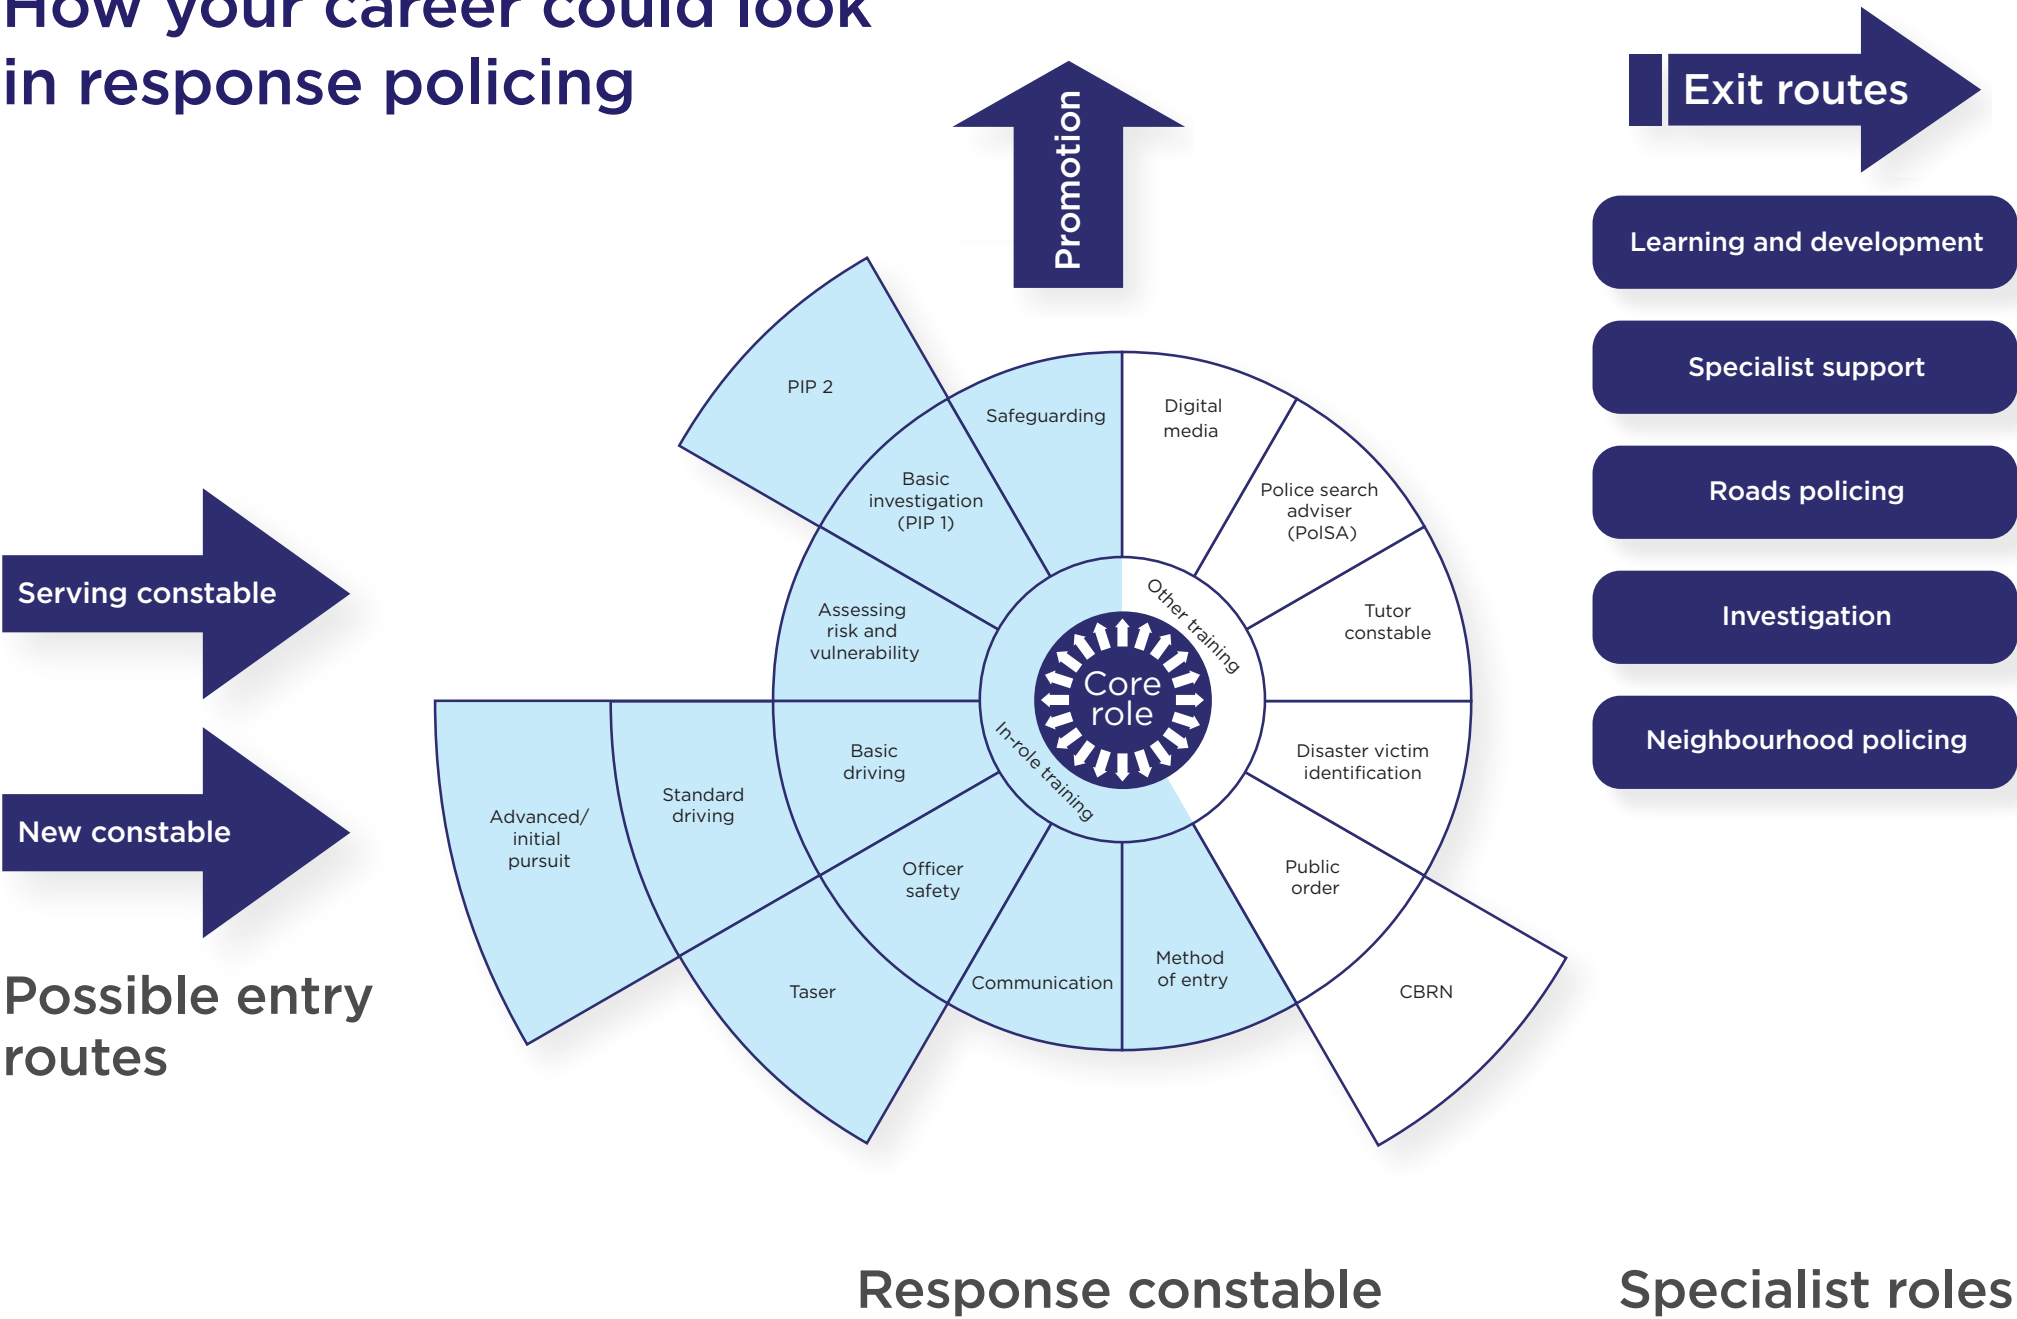 How your career could look
in response policing
Promotion
Exit routes
Learning and development
Specialist support
Roads policing
Investigation
Neighbourhood policing
Serving constable
New constable
Possible entry
routes
PIP 2
Safeguarding
Basic
investigation
(PIP 1)
Assessing
risk and
vulnerability
Digital
media
Police search
adviser
(PolSA)
Tutor
constable
Other training
Core
role
In-role training
Basic
driving
Standard
driving
Advanced/
initial
pursuit
Officer
safety
Taser
Communication
Method
of entry
Disaster victim
identification
Public
order
CBRN
Response constable
Specialist roles